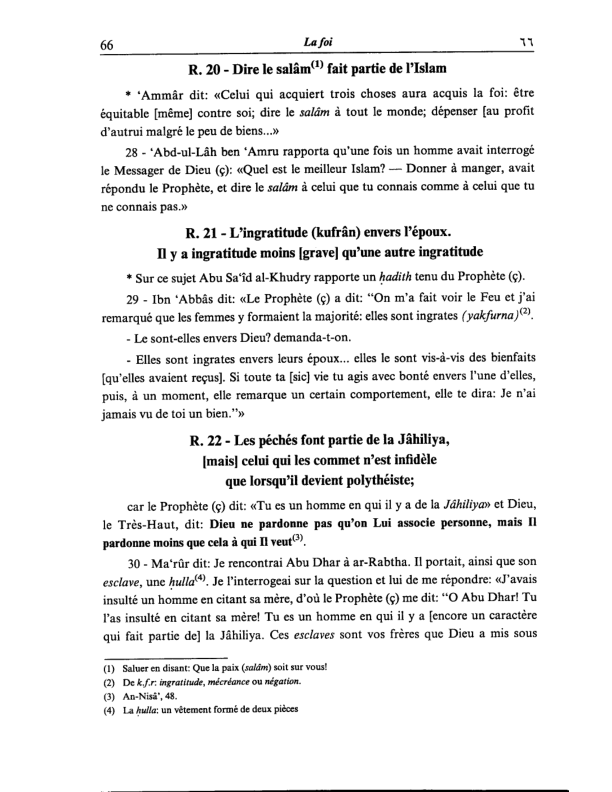 66
La foi
٦٦
R. 20 - Dire le salâm(1) fait partie de l'Islam
* ‘Ammâr dit: «Celui qui acquiert trois choses aura acquis la foi: être
équitable [même] contre soi; dire le salâm à tout le monde; dépenser [au profit
d'autrui malgré le peu de biens...»
28 - ‘Abd-ul-Lâh ben ‘Amru rapporta qu'une fois un homme avait interrogé
le Messager de Dieu (ç): «Quel est le meilleur Islam? — Donner à manger, avait
répondu le Prophète, et dire le salâm à celui que tu connais comme à celui que tu
ne connais pas.»
R. 21 - L'ingratitude (kufrân) envers l'époux.
Il y a ingratitude moins [grave] qu'une autre ingratitude
* Sur ce sujet Abu Sa‘îd al-Khudry rapporte un ḥadith tenu du Prophète (ç).
29 - Ibn ‘Abbâs dit: «Le Prophète (ç) a dit: “On m'a fait voir le Feu et j'ai
remarqué que les femmes y formaient la majorité: elles sont ingrates (yakfurna)(2).
- Le sont-elles envers Dieu? demanda-t-on.
- Elles sont ingrates envers leurs époux... elles le sont vis-à-vis des bienfaits
[qu'elles avaient reçus]. Si toute ta [sic] vie tu agis avec bonté envers l'une d'elles,
puis, à un moment, elle remarque un certain comportement, elle te dira: Je n'ai
jamais vu de toi un bien.”»
R. 22 - Les péchés font partie de la Jâhiliya,
[mais] celui qui les commet n'est infidèle
que lorsqu'il devient polythéiste;
car le Prophète (ç) dit: «Tu es un homme en qui il y a de la Jâhiliya» et Dieu,
le Très-Haut, dit: Dieu ne pardonne pas qu'on Lui associe personne, mais Il
pardonne moins que cela à qui Il veut(3).
30 - Ma‘rûr dit: Je rencontrai Abu Dhar à ar-Rabtha. Il portait, ainsi que son
esclave, une ḥulla(4). Je l'interrogeai sur la question et lui de me répondre: «J'avais
insulté un homme en citant sa mère, d'où le Prophète (ç) me dit: “O Abu Dhar! Tu
l'as insulté en citant sa mère! Tu es un homme en qui il y a [encore un caractère
qui fait partie de] la Jâhiliya. Ces esclaves sont vos frères que Dieu a mis sous
(1) Saluer en disant: Que la paix (salâm) soit sur vous!
(2) De k.f.r: ingratitude, mécréance ou négation.
(3) An-Nisâ’, 48.
(4) La ḥulla: un vêtement formé de deux pièces